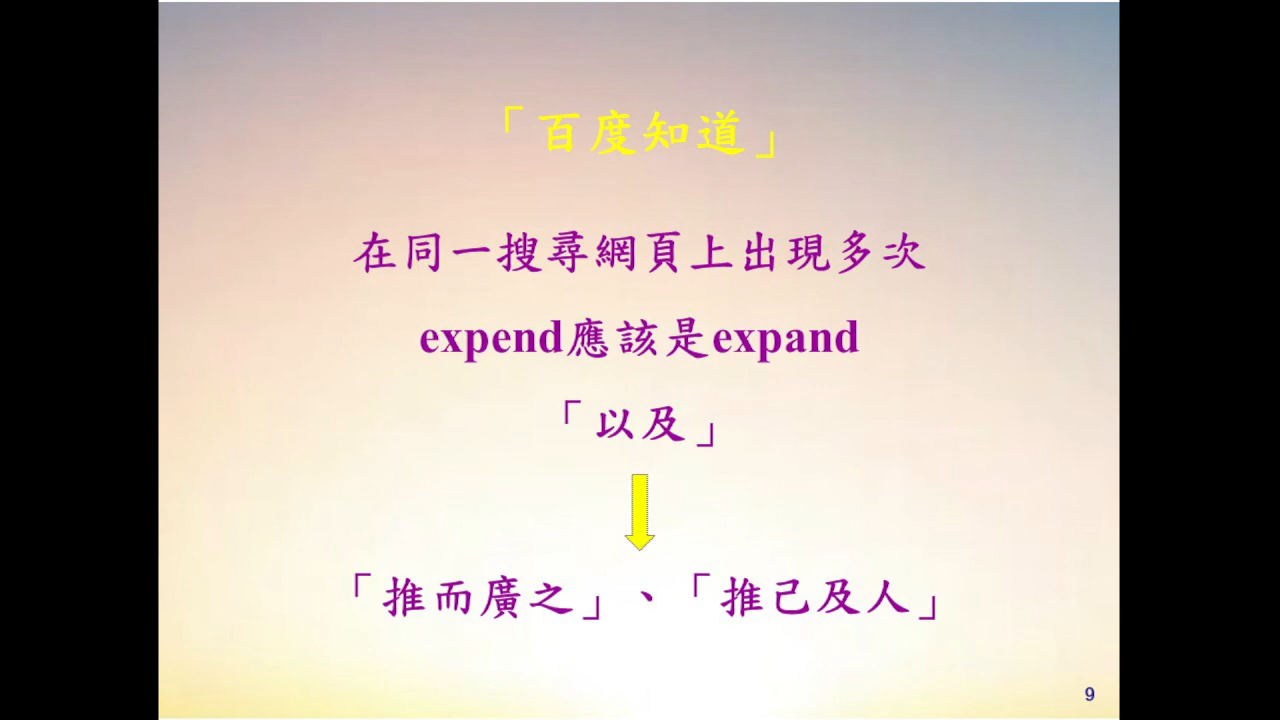 「百度知道」
在同一搜尋網頁上出現多次
expend應該是expand
「以及」
「推而廣之」、「推己及人」
9